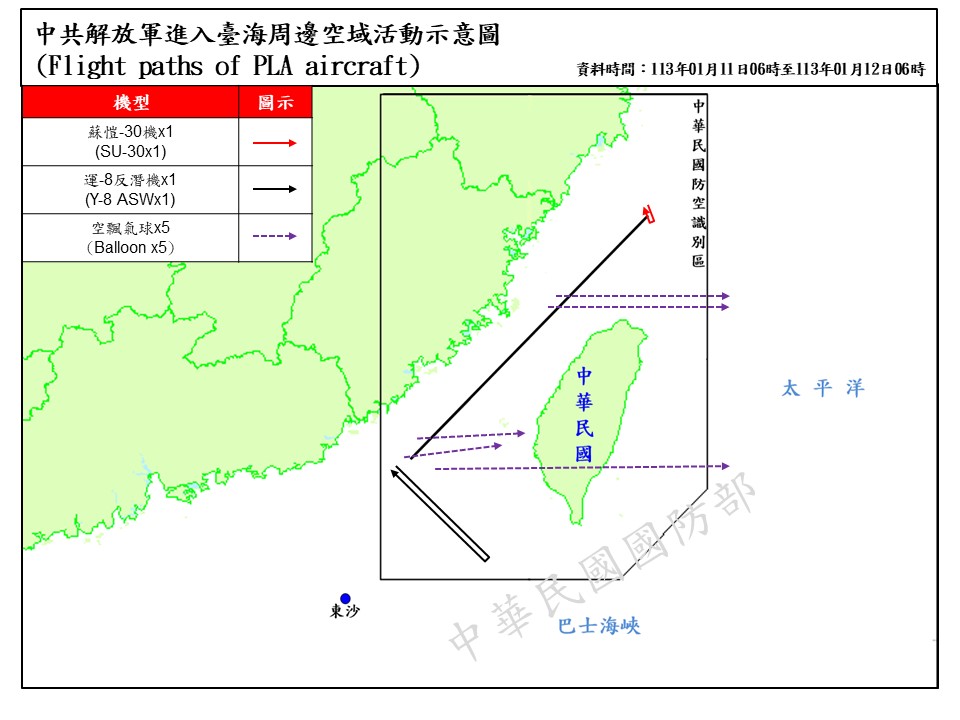 中共解放軍進入臺海周邊空域活動示意圖
(Flight paths of PLA aircraft)
資料時間：113年01月11日06時至113年01月12日06時
機型
圖示
蘇愷-30機x1
(SU-30x1)
運-8反潛機x1
(Y-8 ASWx1)
空飄氣球x5
（Balloon x5）
中華民國防空識別區
中華民國
太平洋
東沙
巴士海峽
中華民國國防部